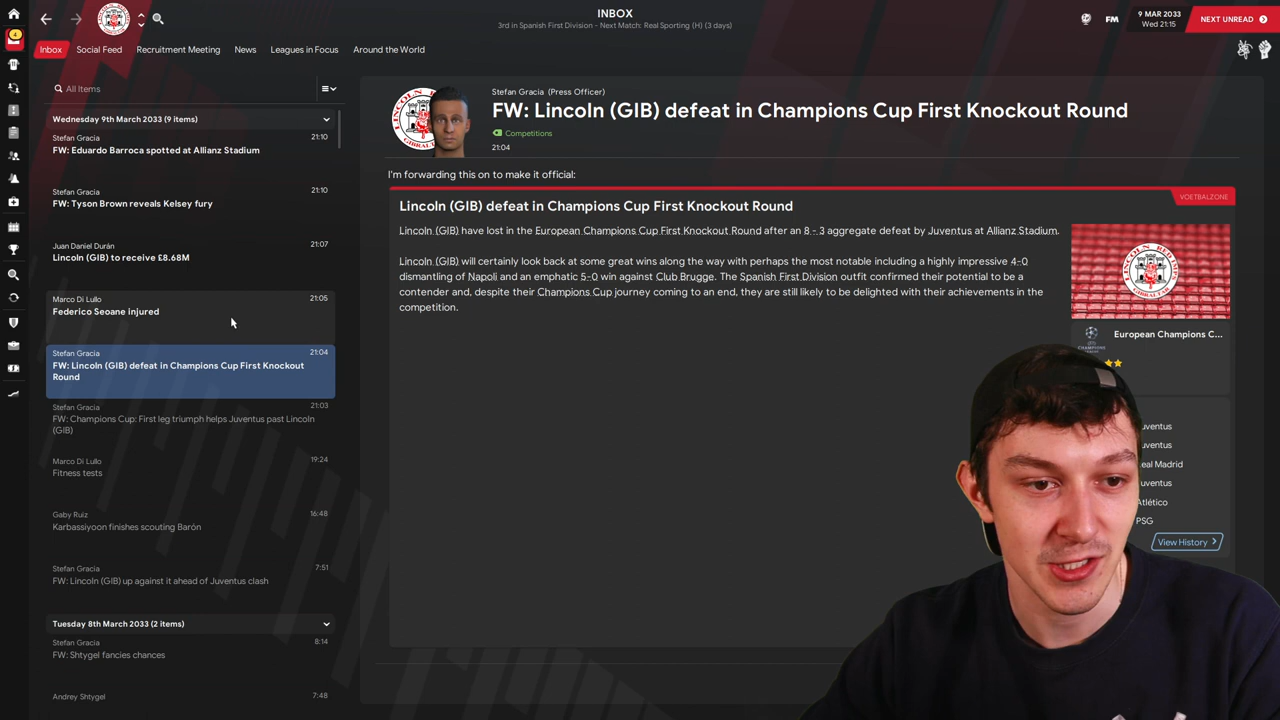 4
INBOX
3rd in Spanish First Division - Next Match: Real Sporting (H) (3 days)
FM
9 MAR 2033
Wed 21:15
NEXT UNREAD
Inbox
Social Feed
Recruitment Meeting
News
Leagues in Focus
Around the World
All Items
Wednesday 9th March 2033 (9 items)
Stefan Gracia
21:10
FW: Eduardo Barroca spotted at Allianz Stadium
Stefan Gracia
21:10
FW: Tyson Brown reveals Kelsey fury
Juan Daniel Durán
21:07
Lincoln (GIB) to receive £8.68M
Marco Di Lullo
21:05
Federico Seoane injured
Stefan Gracia
21:04
FW: Lincoln (GIB) defeat in Champions Cup First Knockout
Round
Stefan Gracia
21:03
FW: Champions Cup: First leg triumph helps Juventus past Lincoln
(GIB)
Marco Di Lullo
19:24
Fitness tests
Gaby Ruiz
16:48
Karbassiyoon finishes scouting Barón
Stefan Gracia
7:51
FW: Lincoln (GIB) up against it ahead of Juventus clash
Tuesday 8th March 2033 (2 items)
Stefan Gracia
8:14
FW: Shtygel fancies chances
Andrey Shtygel
7:48
Stefan Gracia (Press Officer)
FW: Lincoln (GIB) defeat in Champions Cup First Knockout Round
Competitions
21:04
I'm forwarding this on to make it official:
VOETBALZONE
Lincoln (GIB) defeat in Champions Cup First Knockout Round
Lincoln (GIB) have lost in the European Champions Cup First Knockout Round after an 8 - 3 aggregate defeat by Juventus at Allianz Stadium.
Lincoln (GIB) will certainly look back at some great wins along the way with perhaps the most notable including a highly impressive 4-0
dismantling of Napoli and an emphatic 5-0 win against Club Brugge. The Spanish First Division outfit confirmed their potential to be a
contender and, despite their Champions Cup journey coming to an end, they are still likely to be delighted with their achievements in the
competition.
European Champions C...
uventus
uventus
eal Madrid
uventus
Atlético
PSG
View History